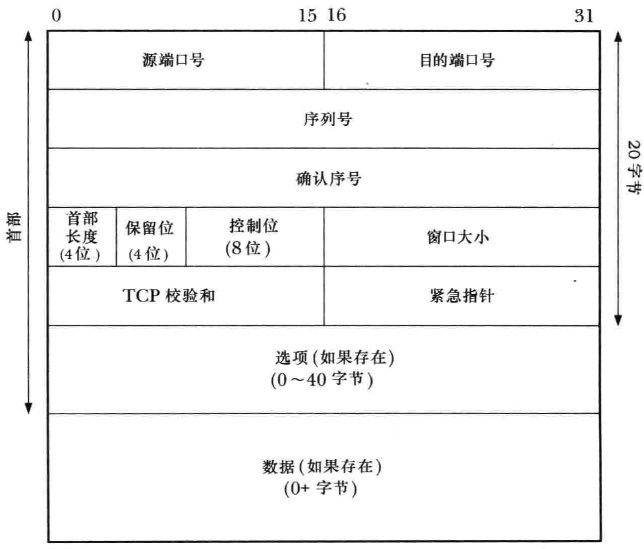 0 15 16 31
源端口号 目的端口号
序列号
确认序号
首部
长度
(4位.)
保留位
(4位)
控制位
(8位)
窗口大小
TCP 校验和 紧急指针
选项(如果存在)
(0～40 字节)
数据(如果存在)
(0+ 字节)
首部
20字节